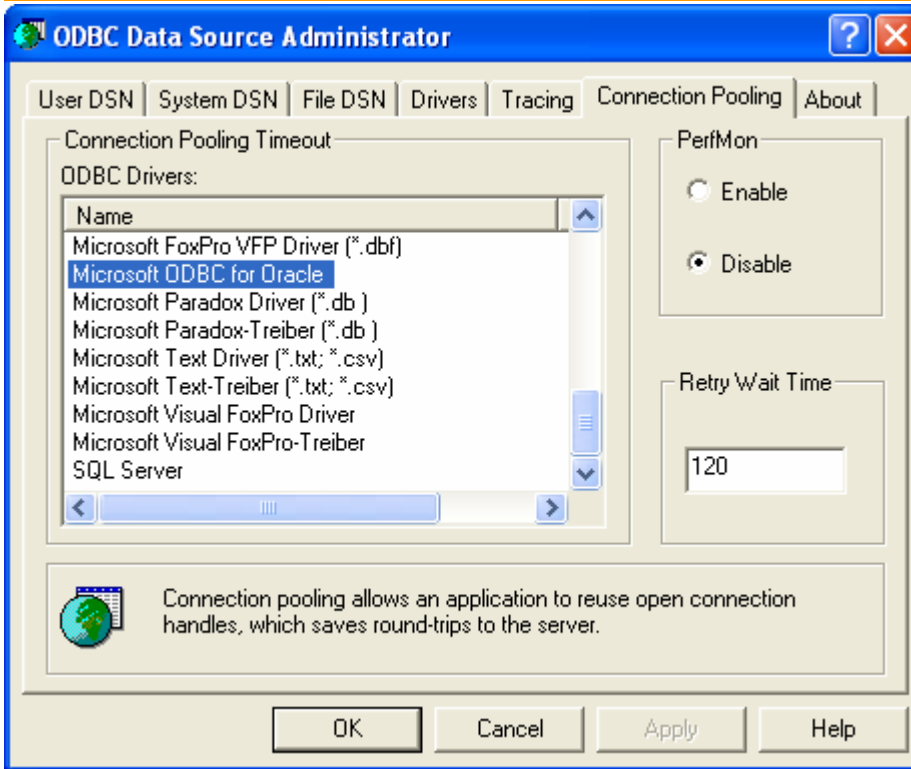 ODBC Data Source Administrator
User DSN System DSN File DSN Drivers Tracing Connection Pooling About
Connection Pooling Timeout
ODBC Drivers:
Name
Microsoft FoxPro VFP Driver (*.dbf)
Microsoft ODBC for Oracle
Microsoft Paradox Driver (*.db )
Microsoft Paradox-Treiber (*.db )
Microsoft Text Driver (*.txt; *.csv)
Microsoft Text-Treiber (*.txt; *.csv)
Microsoft Visual FoxPro Driver
Microsoft Visual FoxPro-Treiber
SQL Server
PerfMon
Enable
Disable
Retry Wait Time
120
Connection pooling allows an application to reuse open connection
handles, which saves round-trips to the server.
OK Cancel Apply Help